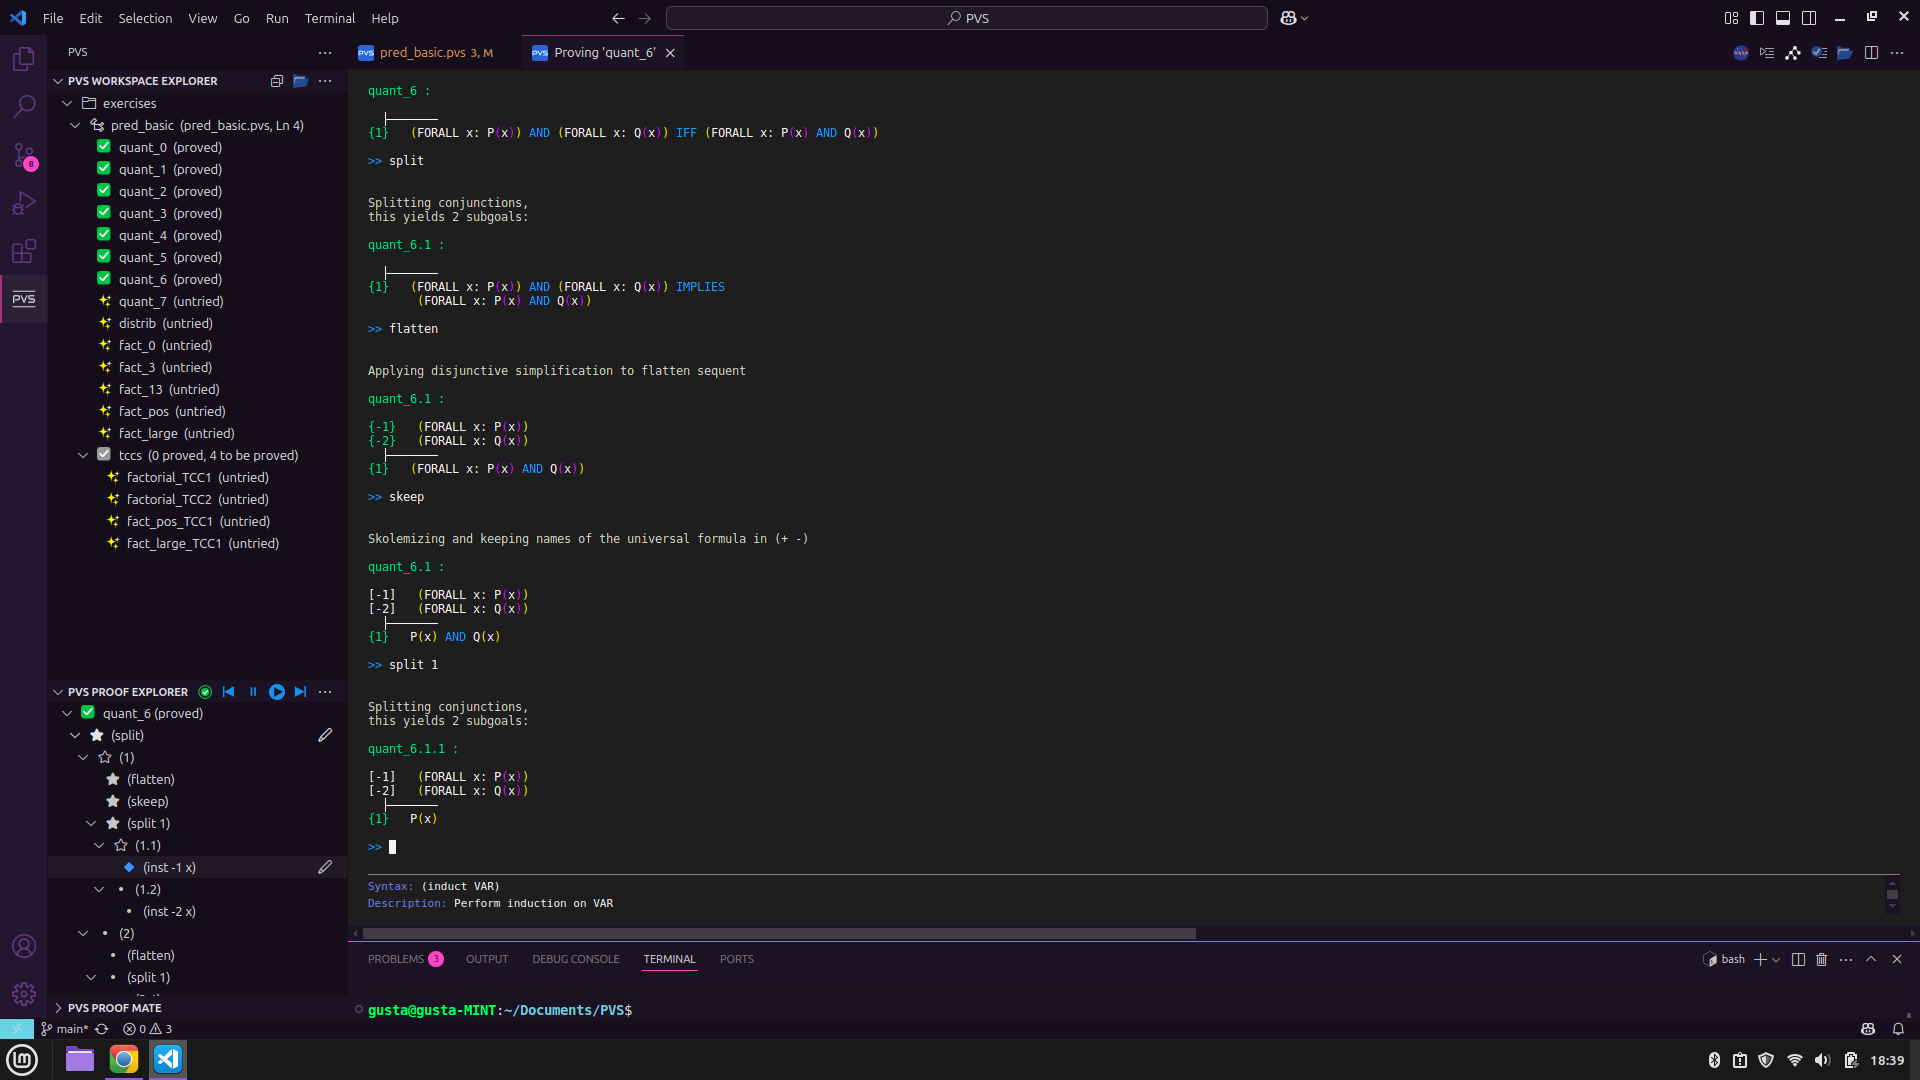 File Edit Selection View Go Run Terminal Help
PVS
PVS
pred_basic.pvs 3, M
Proving 'quant_6'
PVS WORKSPACE EXPLORER
exercises
pred_basic (pred_basic.pvs, Ln 4)
quant_0 (proved)
quant_1 (proved)
quant_2 (proved)
quant_3 (proved)
quant_4 (proved)
quant_5 (proved)
quant_6 (proved)
quant_7 (untried)
distrib (untried)
fact_0 (untried)
fact_3 (untried)
fact_13 (untried)
fact_pos (untried)
fact_large (untried)
tccs (0 proved, 4 to be proved)
factorial_TCC1 (untried)
factorial_TCC2 (untried)
fact_pos_TCC1 (untried)
fact_large_TCC1 (untried)
8
PVS
PVS PROOF EXPLORER
quant_6 (proved)
(split)
(1)
(flatten)
(skeep)
(split 1)
(1.1)
(inst -1 x)
(1.2)
(inst -2 x)
(2)
(flatten)
(split 1)
PVS PROOF MATE
quant_6 :
{1} (FORALL x: P(x)) AND (FORALL x: Q(x)) IFF (FORALL x: P(x) AND Q(x))
>> split
Splitting conjunctions,
this yields 2 subgoals:
quant_6.1 :
{1} (FORALL x: P(x)) AND (FORALL x: Q(x)) IMPLIES
(FORALL x: P(x) AND Q(x))
>> flatten
Applying disjunctive simplification to flatten sequent
quant_6.1 :
{-1} (FORALL x: P(x))
{-2} (FORALL x: Q(x))
{1} (FORALL x: P(x) AND Q(x))
>> skeep
Skolemizing and keeping names of the universal formula in (+ -)
quant_6.1 :
[-1] (FORALL x: P(x))
[-2] (FORALL x: Q(x))
{1} P(x) AND Q(x)
>> split 1
Splitting conjunctions,
this yields 2 subgoals:
quant_6.1.1 :
[-1] (FORALL x: P(x))
[-2] (FORALL x: Q(x))
{1} P(x)
>>
Syntax: (induct VAR)
Description: Perform induction on VAR
PROBLEMS 3 OUTPUT DEBUG CONSOLE TERMINAL PORTS
bash
gusta@gusta-MINT:~/Documents/PVS$
main* 0 3
18:39